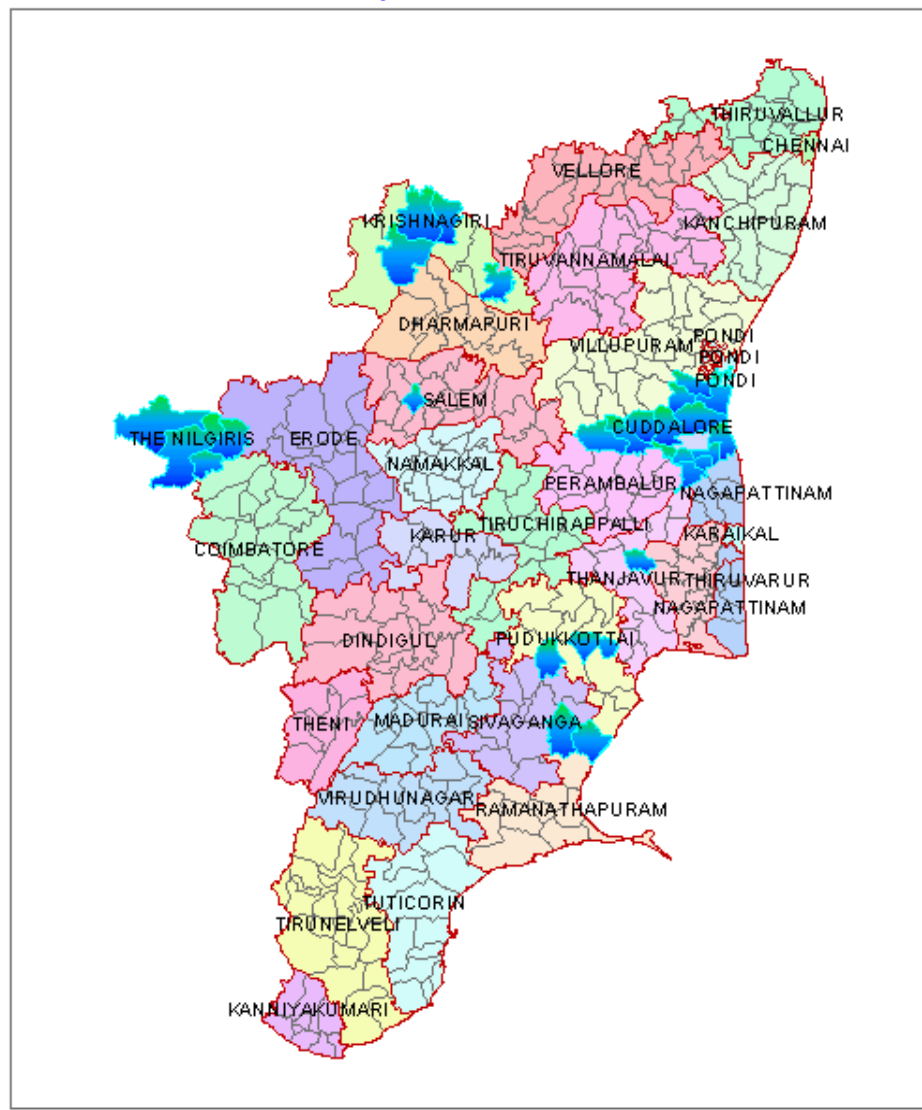 THIRUVALLUR
CHENNAI
VELLORE
KRISHNAGIRI
KANCHIPURAM
TIRUVANNAMALAI
DHARMAPURI
PONDI
VILLUPURAM
PONDI
PONDI
SALEM
CUDDALORE
THE NILGIRIS
ERODE
NAMAKKAL
PERAMBALUR
NAGAPATTINAM
TIRUCHIRAPPALLI
KARUR
KARAIKAL
COIMBATORE
THANJAVUR
THIRUVARUR
NAGAPATTINAM
DINDIGUL
PUDUKKOTTAI
THENI
MADURAI
SIVAGANGA
VIRUDHUNAGAR
RAMANATHAPURAM
TUTICORIN
TIRUNELVELI
KANNIYAKUMARI